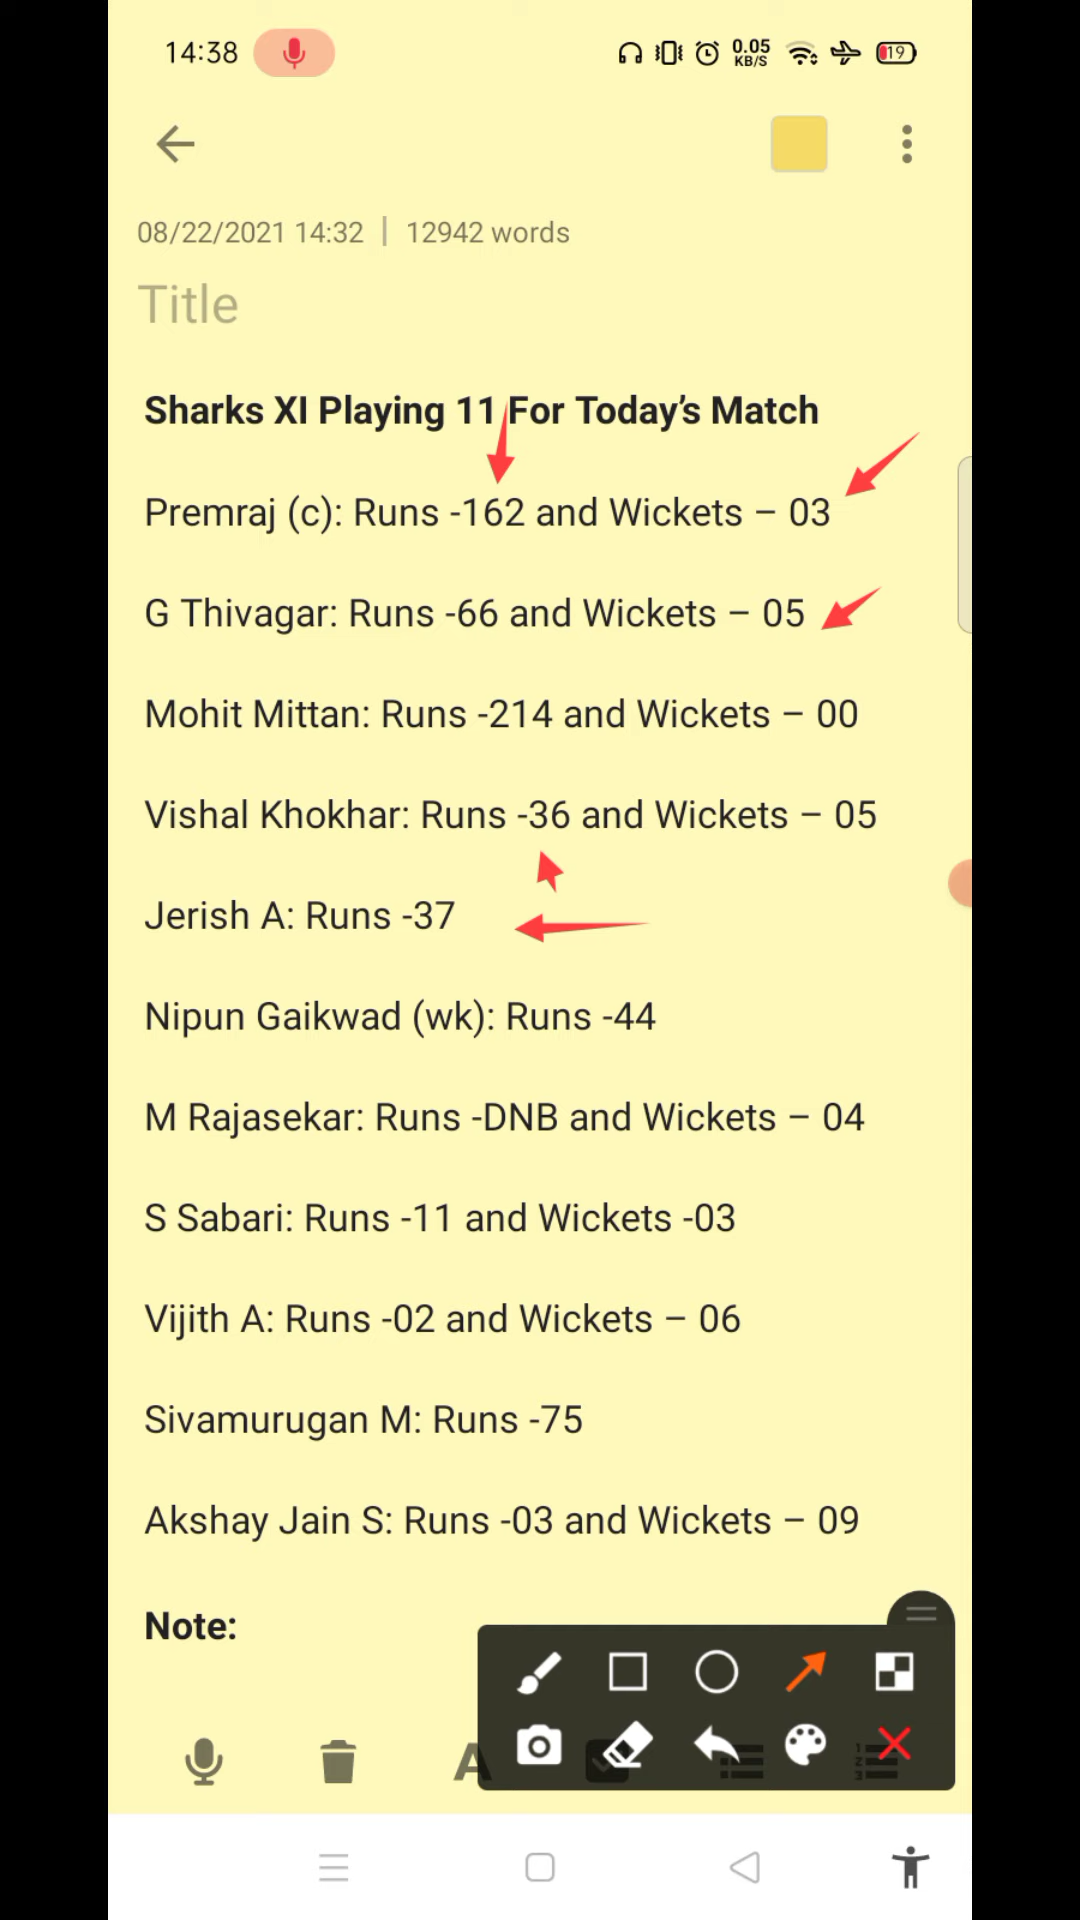 14:38 0.05 KB/S 19
08/22/2021 14:32 | 12942 words
Title
Sharks XI Playing 11 For Today’s Match
Premraj (c): Runs -162 and Wickets – 03
G Thivagar: Runs -66 and Wickets – 05
Mohit Mittan: Runs -214 and Wickets – 00
Vishal Khokhar: Runs -36 and Wickets – 05
Jerish A: Runs -37
Nipun Gaikwad (wk): Runs -44
M Rajasekar: Runs -DNB and Wickets – 04
S Sabari: Runs -11 and Wickets -03
Vijith A: Runs -02 and Wickets – 06
Sivamurugan M: Runs -75
Akshay Jain S: Runs -03 and Wickets – 09
Note: